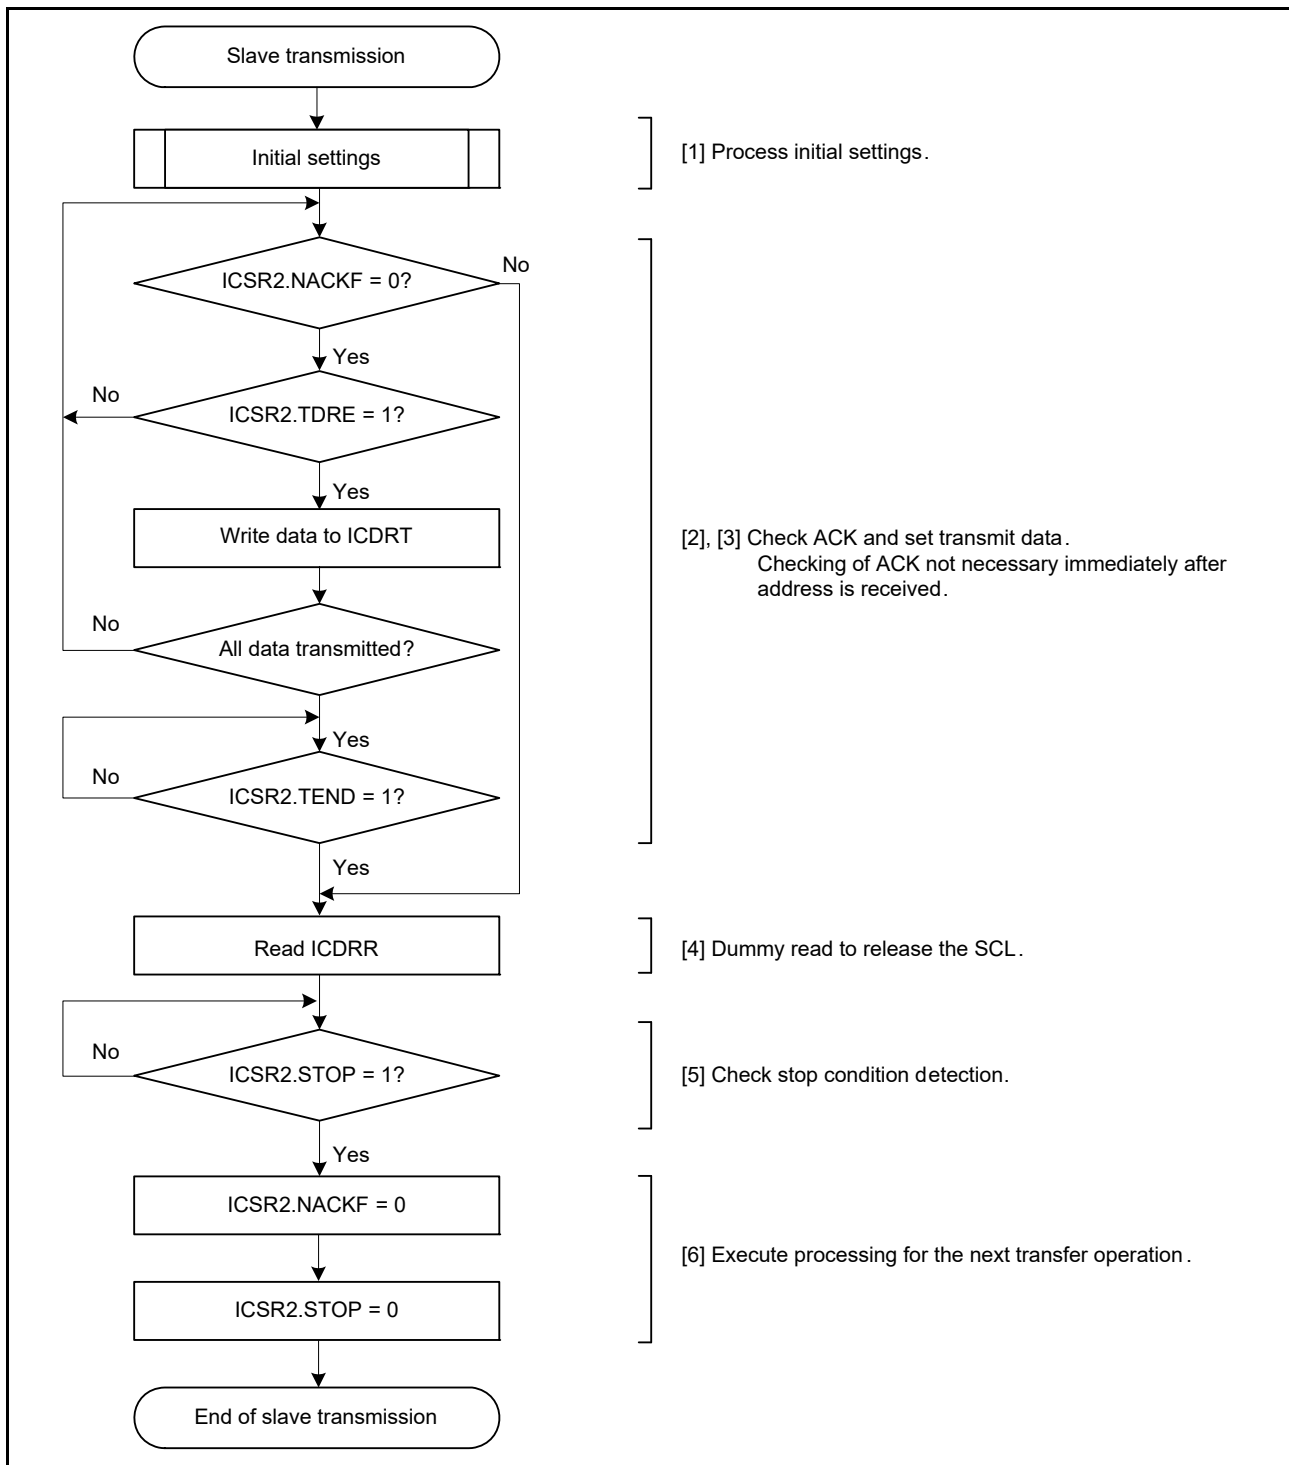 Slave transmission
Initial settings
[1] Process initial settings.
ICSR2.NACKF = 0?
No
Yes
No
ICSR2.TDRE = 1?
Yes
Write data to ICDRT
[2], [3] Check ACK and set transmit data.
Checking of ACK not necessary immediately after
address is received.
No
All data transmitted?
Yes
No
ICSR2.TEND = 1?
Yes
Read ICDRR
[4] Dummy read to release the SCL.
No
ICSR2.STOP = 1?
[5] Check stop condition detection.
Yes
ICSR2.NACKF = 0
[6] Execute processing for the next transfer operation.
ICSR2.STOP = 0
End of slave transmission